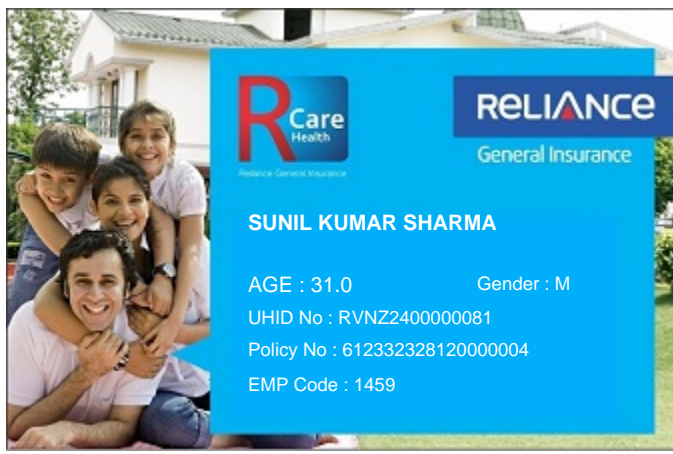 R Care
Health
Reliance General Insurance
RELIANCE
General Insurance
SUNIL KUMAR SHARMA
AGE : 31.0 Gender : M
UHID No : RVNZ2400000081
Policy No : 612332328120000004
EMP Code : 1459